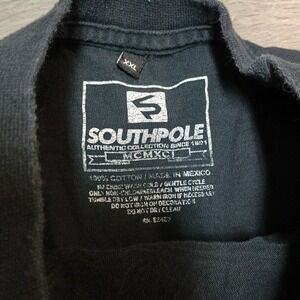 XXL
SOUTHPOLE
AUTHENTIC COLLECTION SINCE 1991
MCMXCI
100% COTTON / MADE IN MEXICO
WASH COLD / GENTLE CYCLE
ONLY NON-CHLORINE BLEACH WHEN NEEDED
TUMBLE DRY LOW / WARM IRON IF NECESSARY
DO NOT IRON ON DECORATION
DO NOT DRY CLEAN